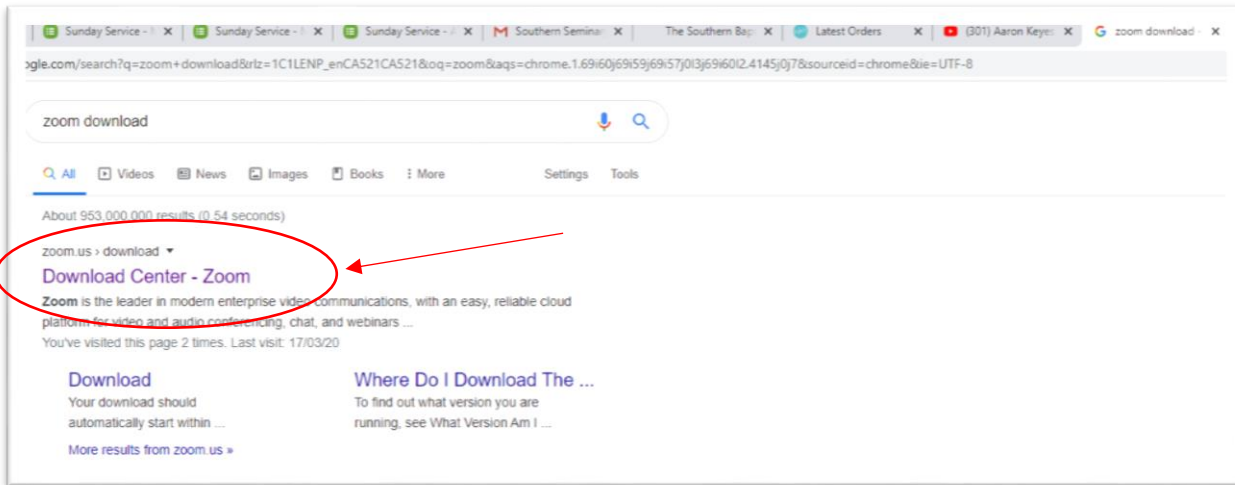 Sunday Service - Sunday Service - Sunday Service - Southern Seminar The Southern Bap Latest Orders (301) Aaron Keyes zoom download -
ogle.com/search?q=zoom+download&rlz=1C1LENP_enCA521CA521&oq=zoom&aqs=chrome.1.69i60j69i59j69i57j0l3j69i60l2.4145j0j7&sourceid=chrome&ie=UTF-8
zoom download
All Videos News Images Books More Settings Tools
About 953,000,000 results (0.54 seconds)
zoom.us › download
Download Center - Zoom
Zoom is the leader in modern enterprise video communications, with an easy, reliable cloud
platform for video and audio conferencing, chat, and webinars ...
You've visited this page 2 times. Last visit: 17/03/20
Download Where Do I Download The ...
Your download should To find out what version you are
automatically start within ... running, see What Version Am I ...
More results from zoom.us »